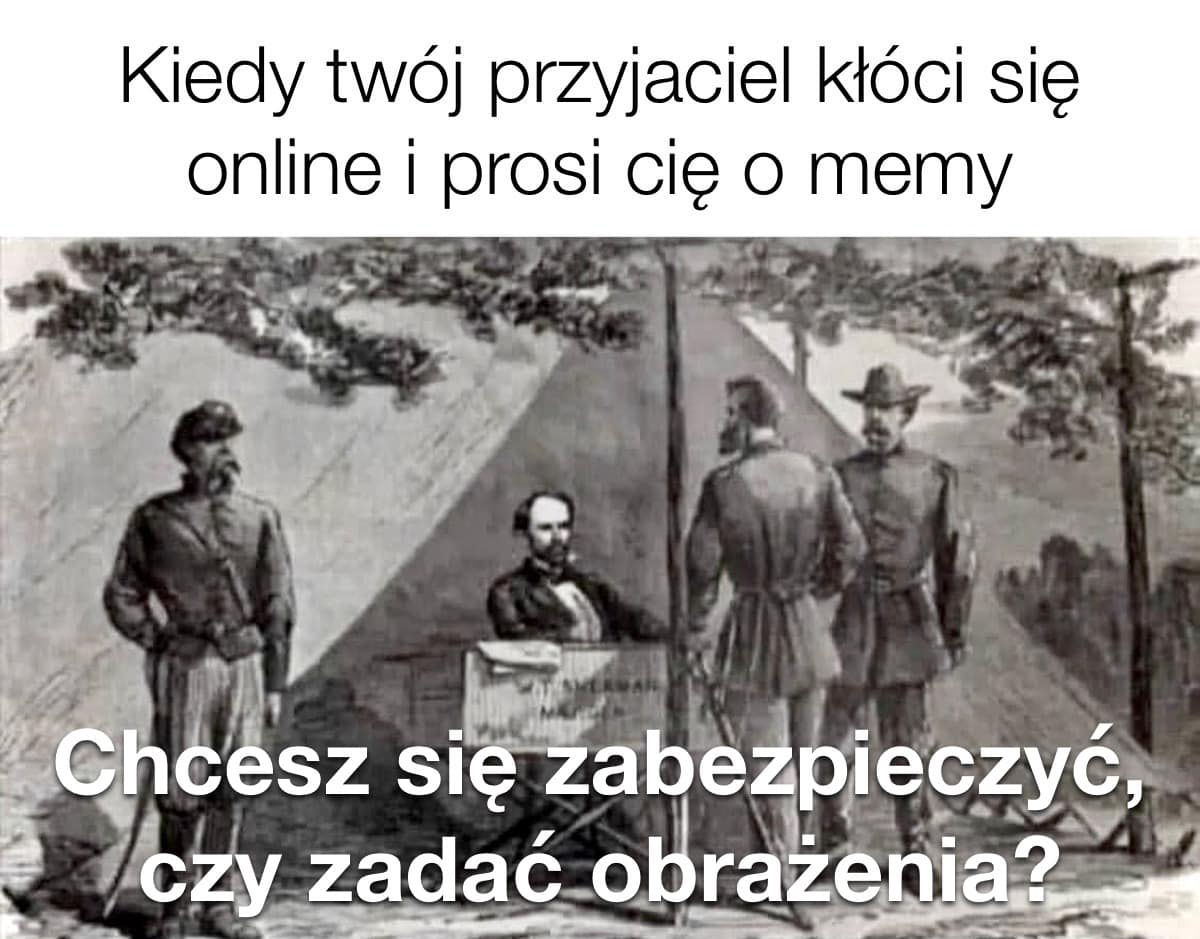 Kiedy twój przyjaciel kłóci się
online i prosi cię o memy
Chcesz się zabezpieczyć,
czy zadać obrażenia?